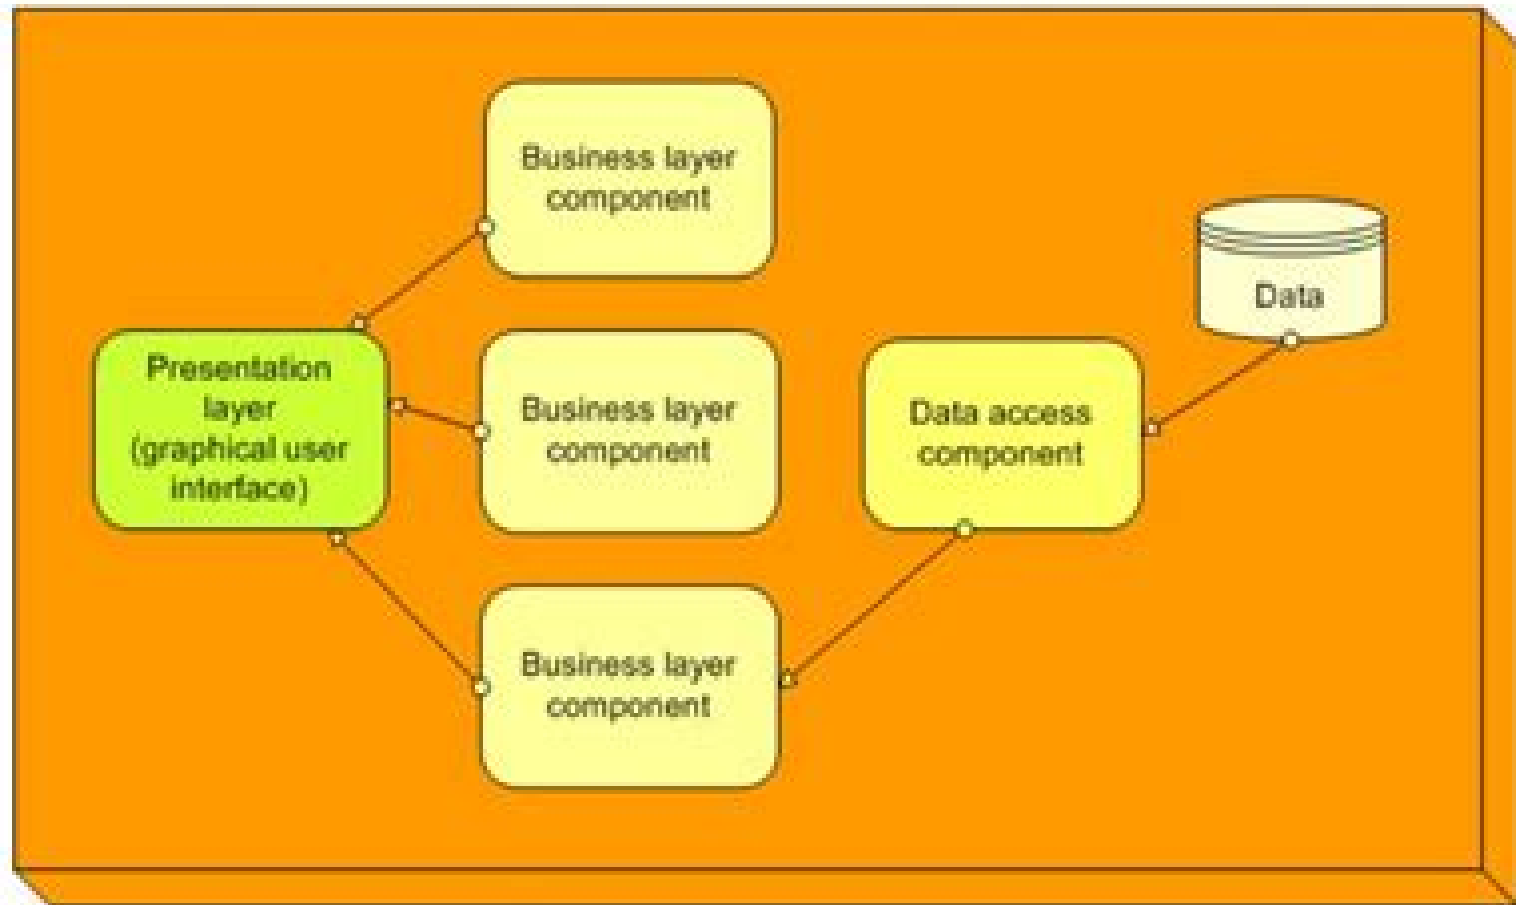 Business layer
component
Presentation
layer
(graphical user
interface)
Business layer
component
Data access
component
Data
Business layer
component